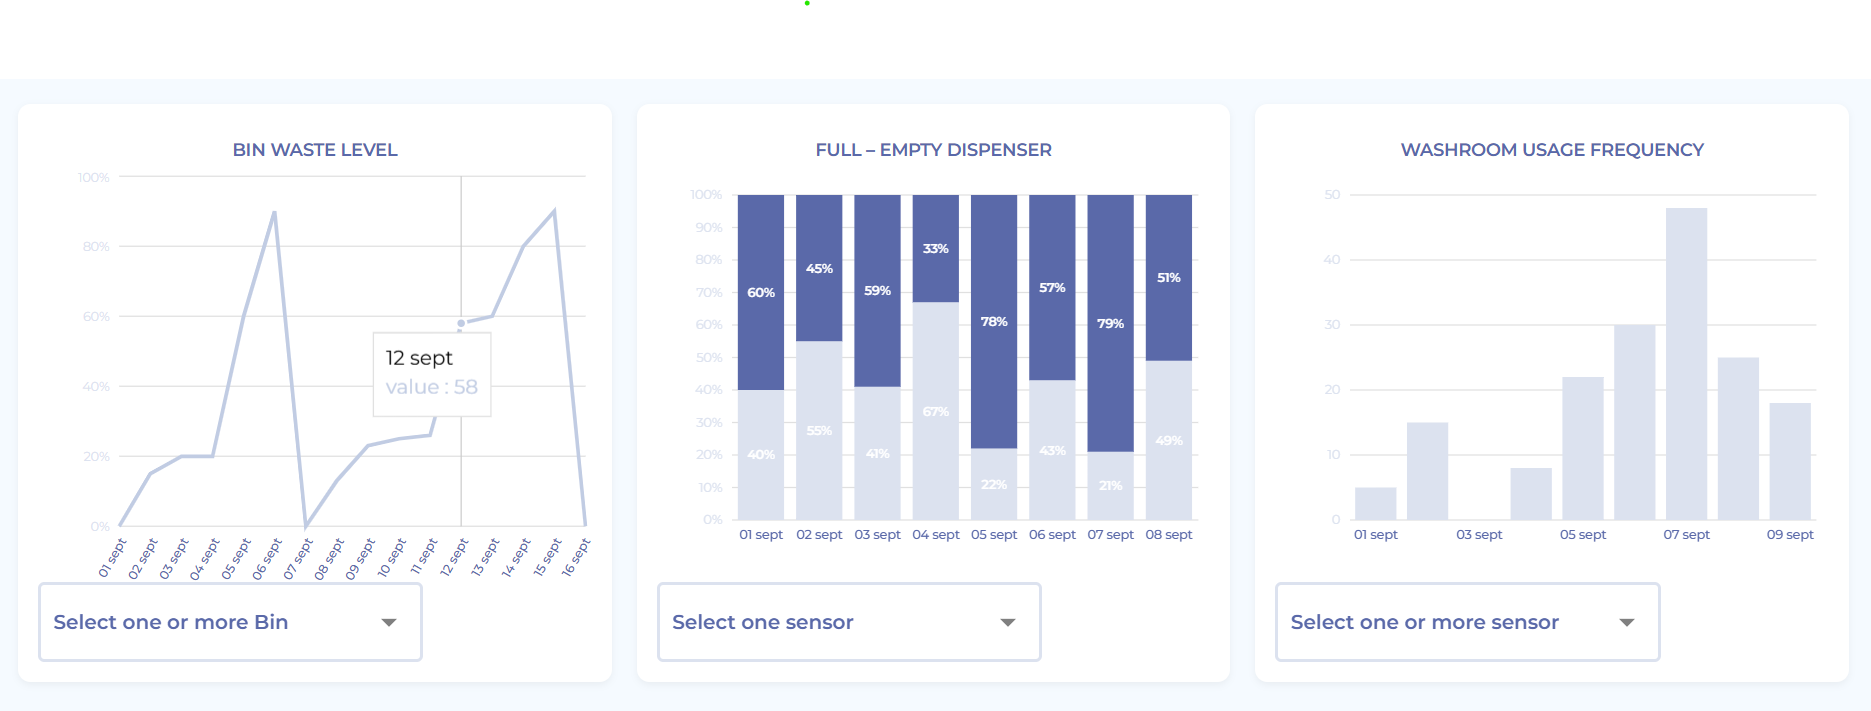 BIN WASTE LEVEL
100%
80%
60%
40%
20%
0%
12 sept
value : 58
01 sept
02 sept
03 sept
04 sept
05 sept
06 sept
07 sept
08 sept
09 sept
10 sept
11 sept
12 sept
13 sept
14 sept
15 sept
16 sept
Select one or more Bin
FULL – EMPTY DISPENSER
100%
90%
80%
70%
60%
50%
40%
30%
20%
10%
0%
60%
45%
59%
33%
78%
57%
79%
51%
40%
55%
41%
67%
22%
43%
21%
49%
01 sept
02 sept
03 sept
04 sept
05 sept
06 sept
07 sept
08 sept
Select one sensor
WASHROOM USAGE FREQUENCY
50
40
30
20
10
0
01 sept
03 sept
05 sept
07 sept
09 sept
Select one or more sensor